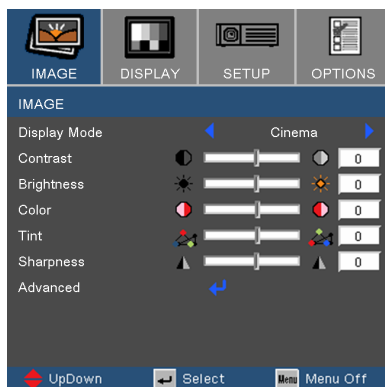 IMAGE DISPLAY SETUP OPTIONS
IMAGE
Display Mode Cinema
Contrast 0
Brightness 0
Color 0
Tint 0
Sharpness 0
Advanced
UpDown Select Menu Menu Off